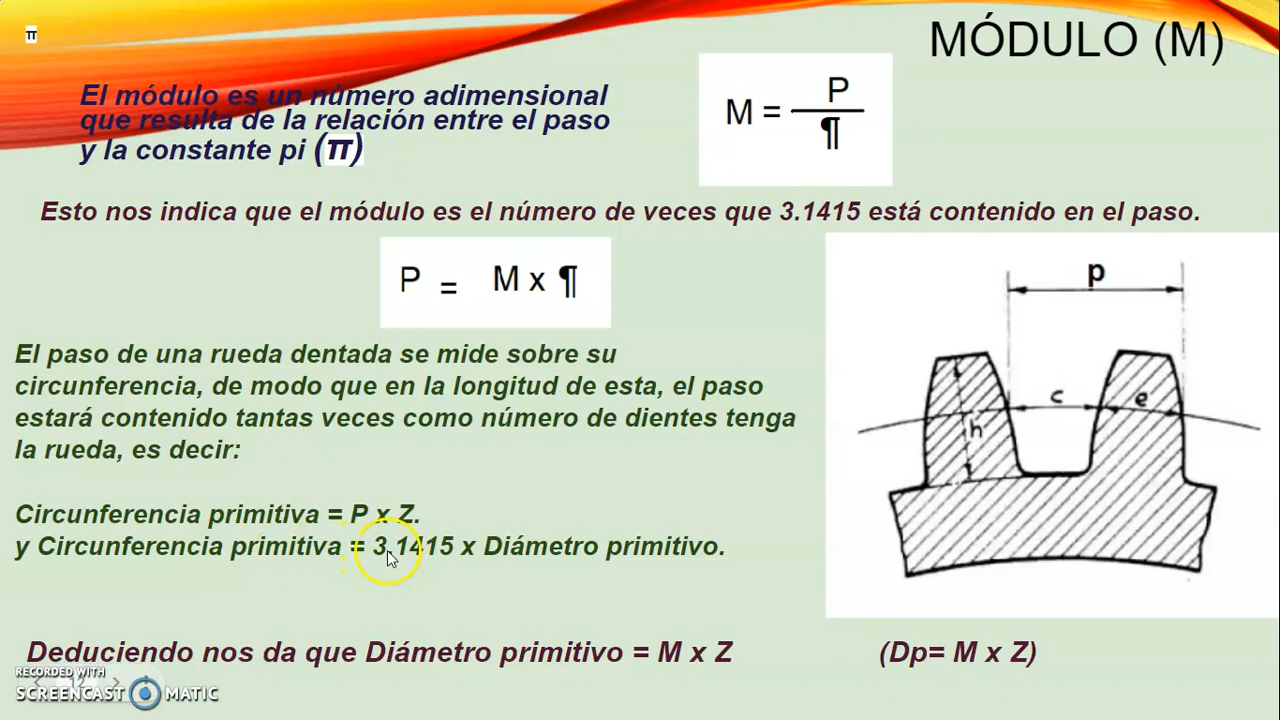 π
MÓDULO (M)
El módulo es un número adimensional
que resulta de la relación entre el paso
y la constante pi (π)
M = P
¶
Esto nos indica que el módulo es el número de veces que 3.1415 está contenido en el paso.
P = M x ¶
p
c
e
h
El paso de una rueda dentada se mide sobre su
circunferencia, de modo que en la longitud de esta, el paso
estará contenido tantas veces como número de dientes tenga
la rueda, es decir:
Circunferencia primitiva = P x Z.
y Circunferencia primitiva = 3.1415 x Diámetro primitivo.
Deduciendo nos da que Diámetro primitivo = M x Z (Dp= M x Z)
RECORDED WITH
SCREENCAST MATIC